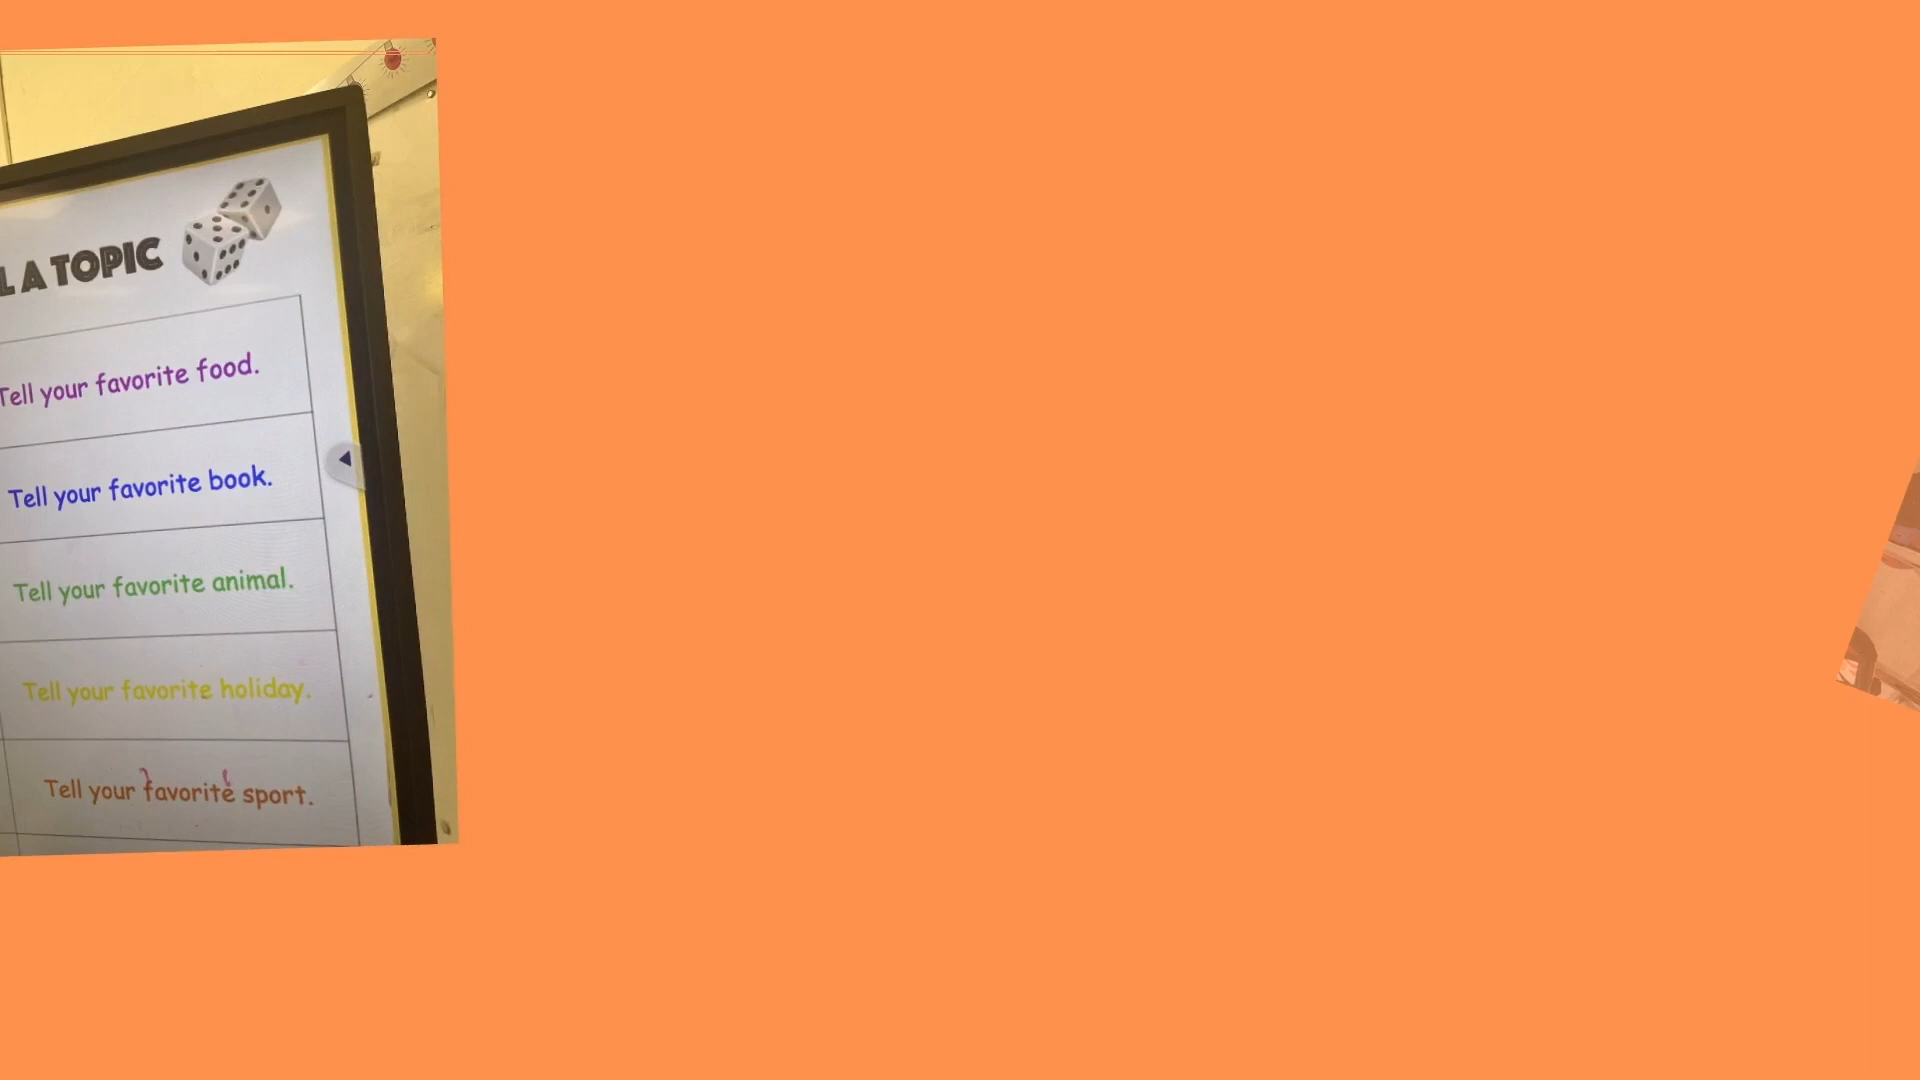 L A TOPIC
Tell your favorite food.
Tell your favorite book.
Tell your favorite animal.
Tell your favorite holiday.
Tell your favorite sport.